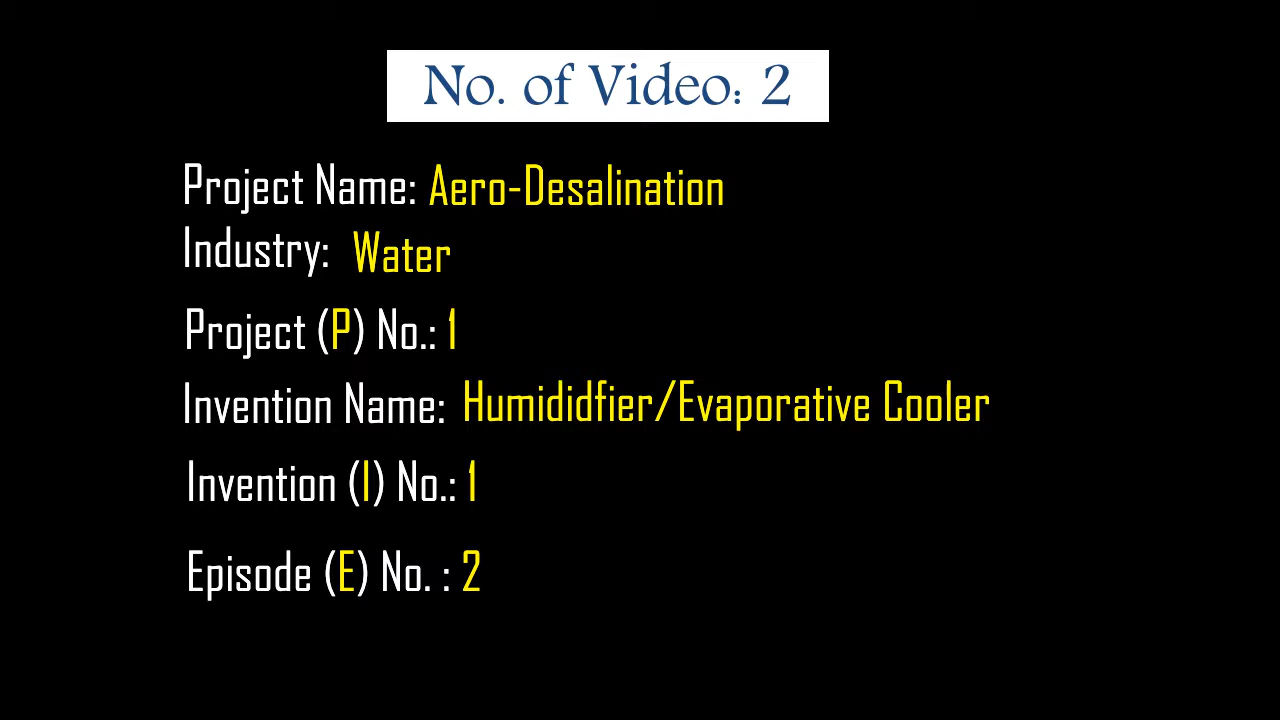 No. of Video: 2
Project Name: Aero-Desalination
Industry: Water
Project (P) No.: 1
Invention Name: Humididfier/Evaporative Cooler
Invention (I) No.: 1
Episode (E) No. : 2